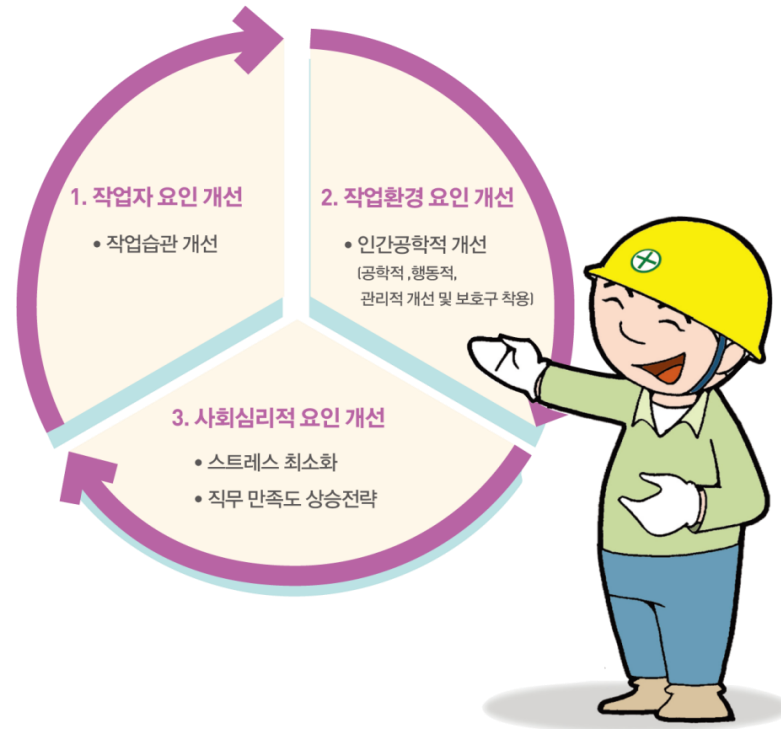 1. 작업자 요인 개선
• 작업습관 개선
2. 작업환경 요인 개선
• 인간공학적 개선
(공학적 ,행동적,
관리적 개선 및 보호구 착용)
3. 사회심리적 요인 개선
• 스트레스 최소화
• 직무 만족도 상승전략